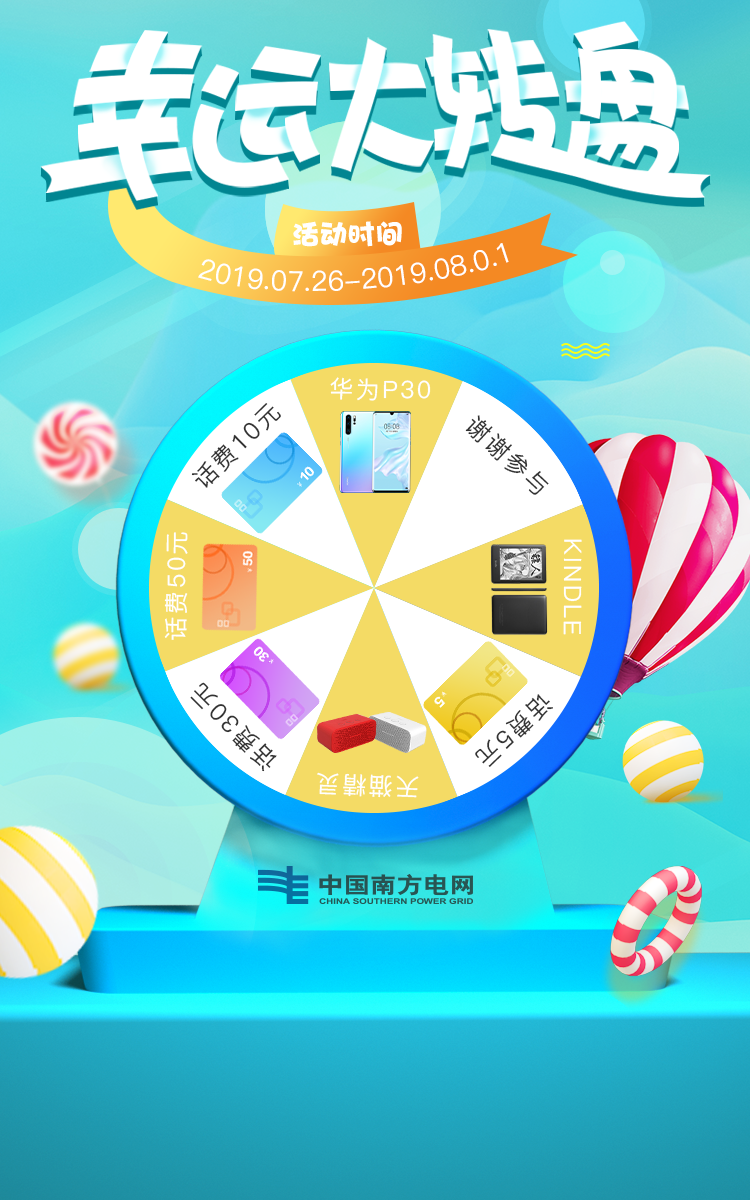 幸运大转盘
活动时间
2019.07.26-2019.08.0.1
华为P30
谢谢参与
KINDLE
话费5元
¥5
天猫精灵
话费30元
¥30
话费50元
¥50
话费10元
¥10
中国南方电网
CHINA SOUTHERN POWER GRID